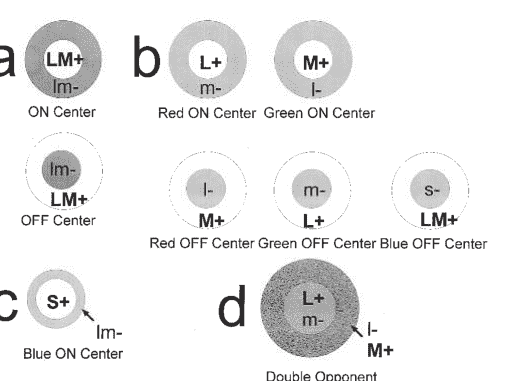 a
LM+
lm-
ON Center
lm-
LM+
OFF Center
b
L+
m-
Red ON Center
M+
l-
Green ON Center
l-
M+
Red OFF Center
m-
L+
Green OFF Center
s-
LM+
Blue OFF Center
c
S+
lm-
Blue ON Center
d
L+
m-
l-
M+
Double Opponent